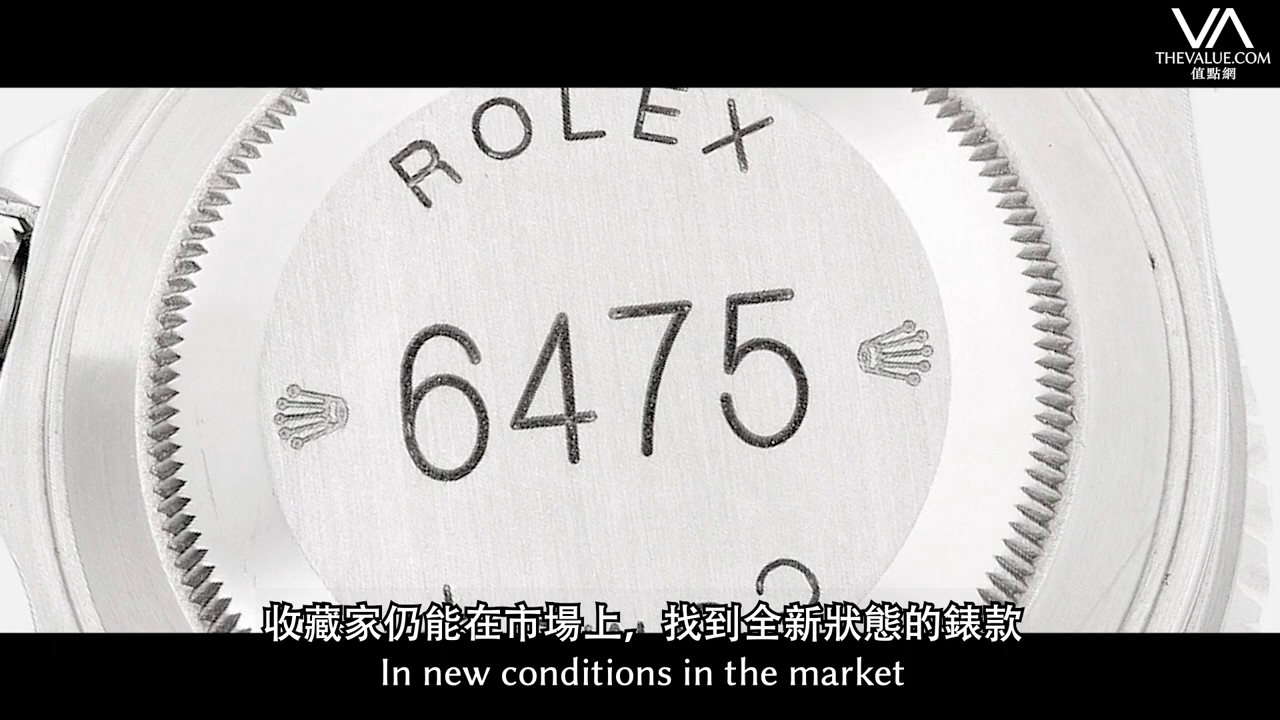 VA
THEVALUE.COM
值點網
ROLEX
6475
收藏家仍能在市場上，找到全新狀態的錶款
In new conditions in the market